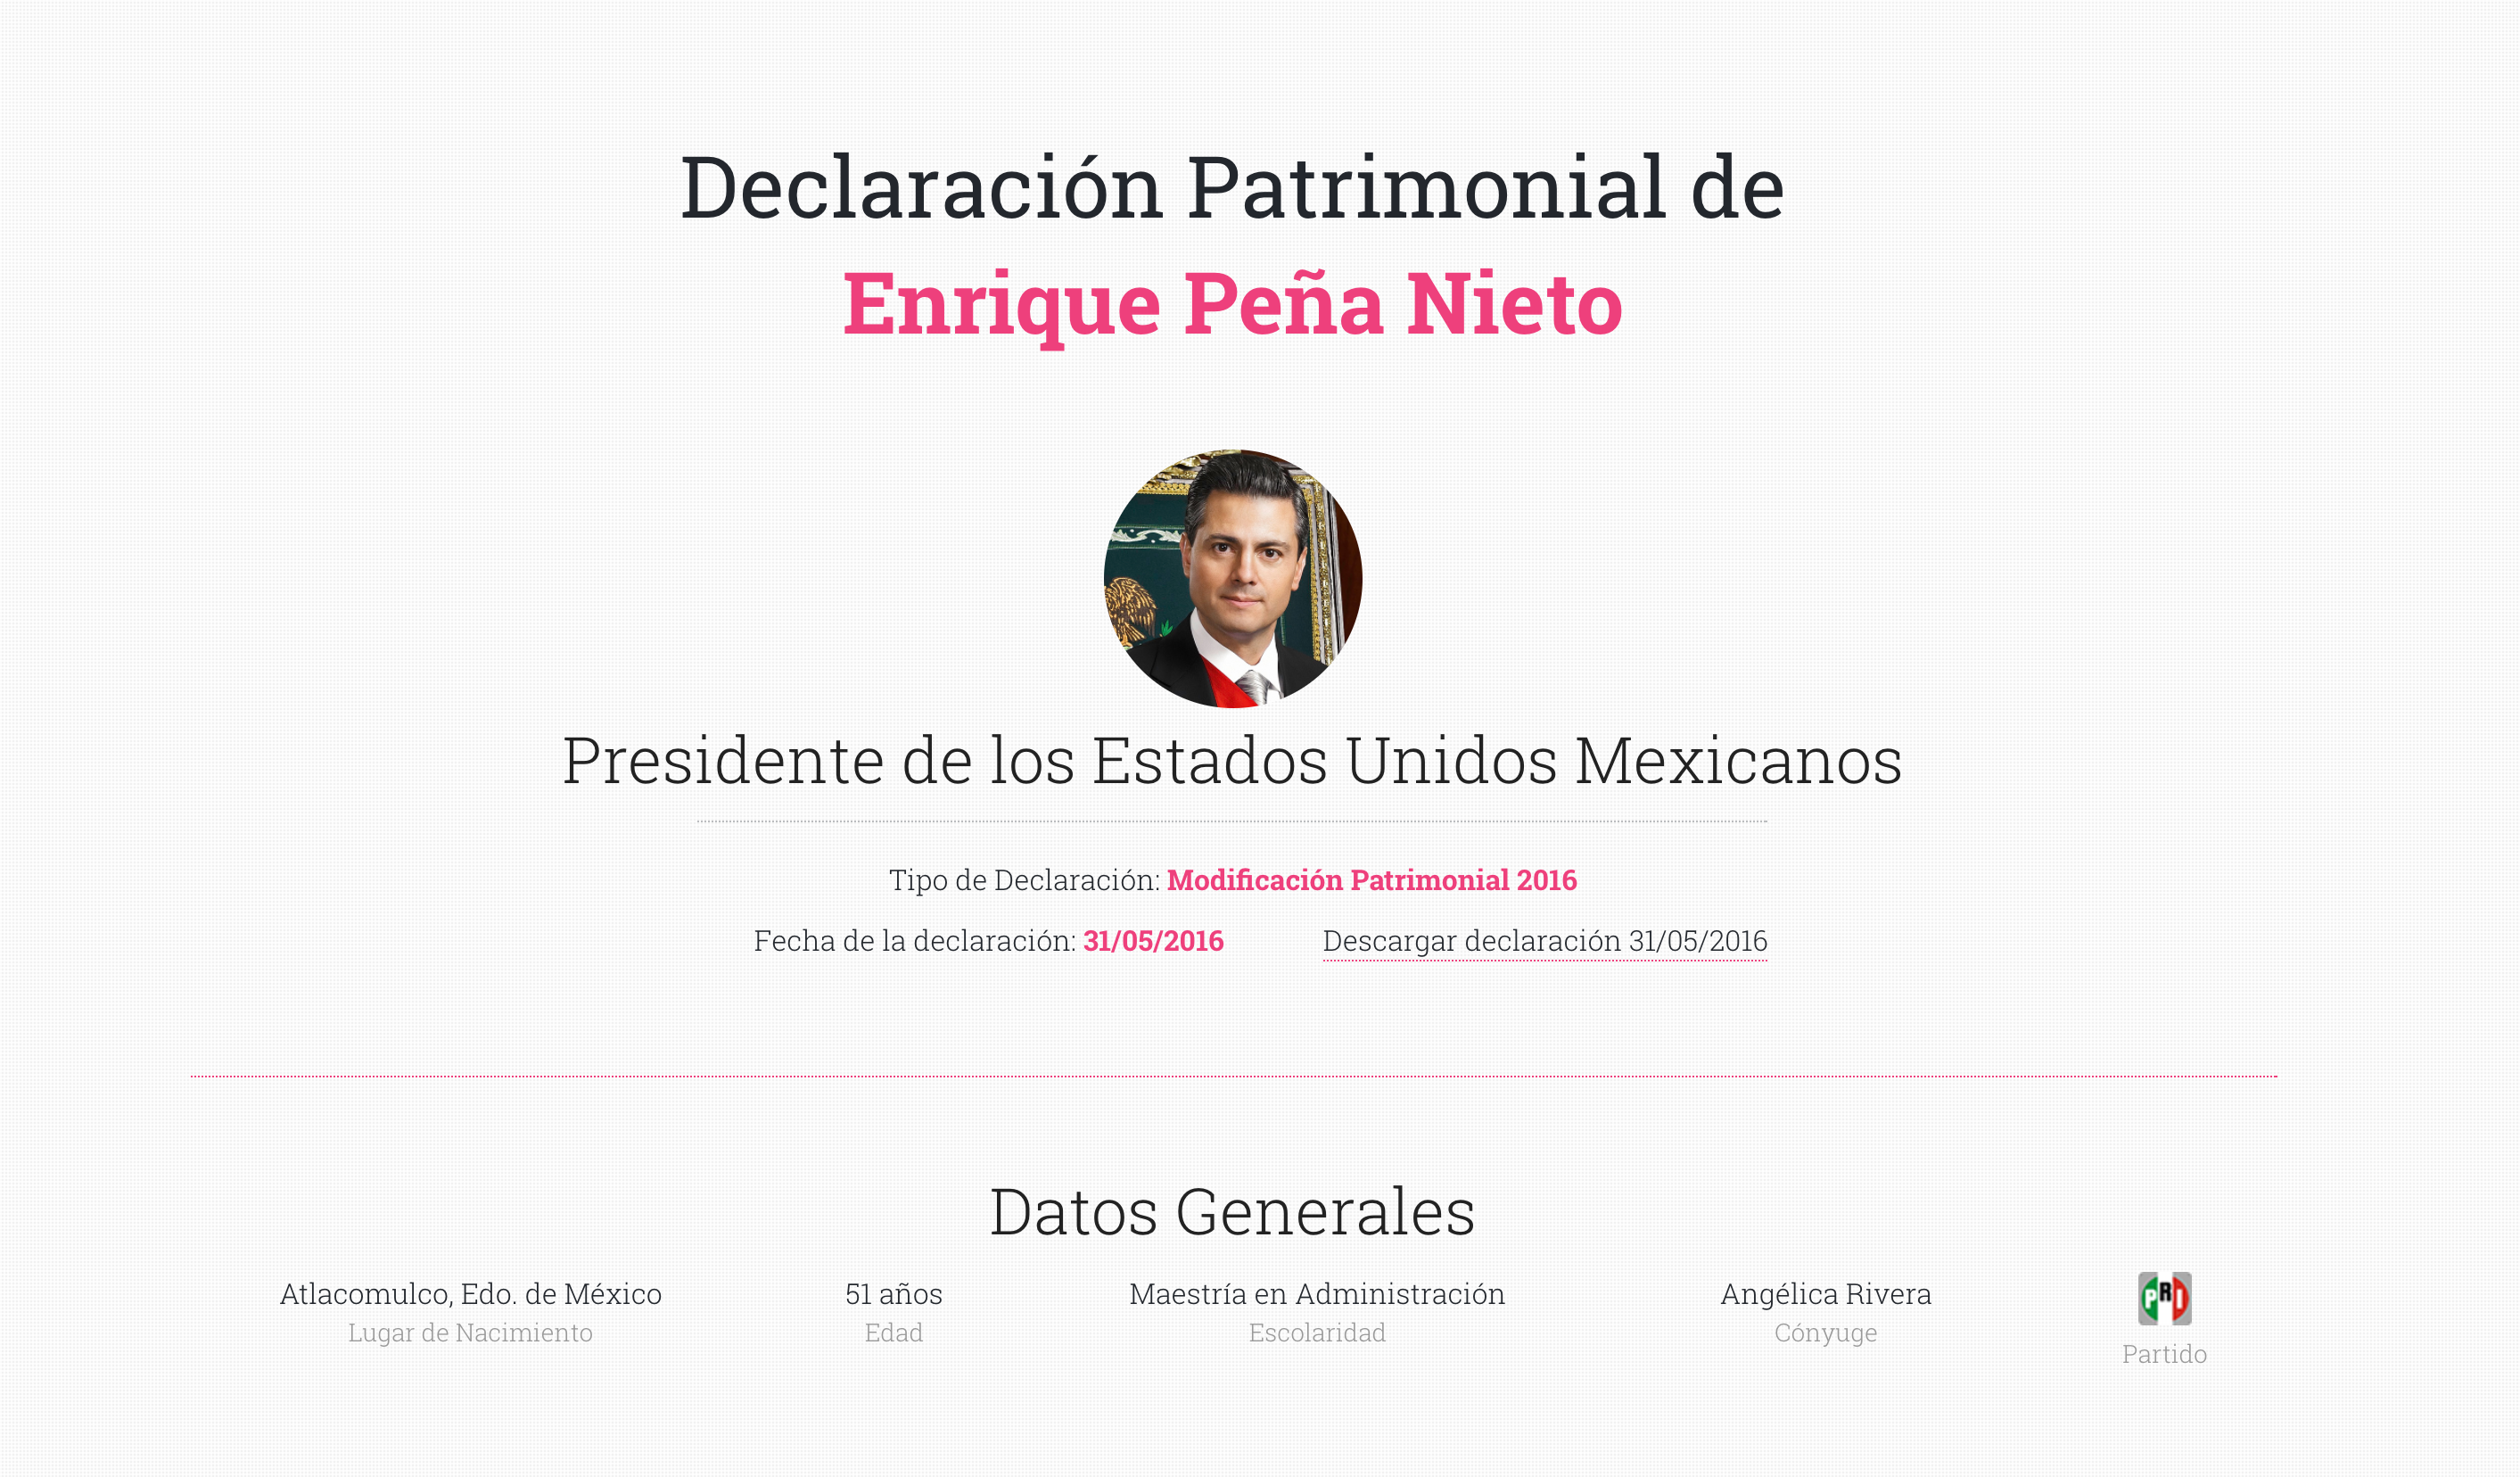 Declaración Patrimonial de
Enrique Peña Nieto
Presidente de los Estados Unidos Mexicanos
Tipo de Declaración: Modificación Patrimonial 2016
Fecha de la declaración: 31/05/2016 Descargar declaración 31/05/2016
Datos Generales
Atlacomulco, Edo. de México
Lugar de Nacimiento
51 años
Edad
Maestría en Administración
Escolaridad
Angélica Rivera
Cónyuge
PRI
Partido